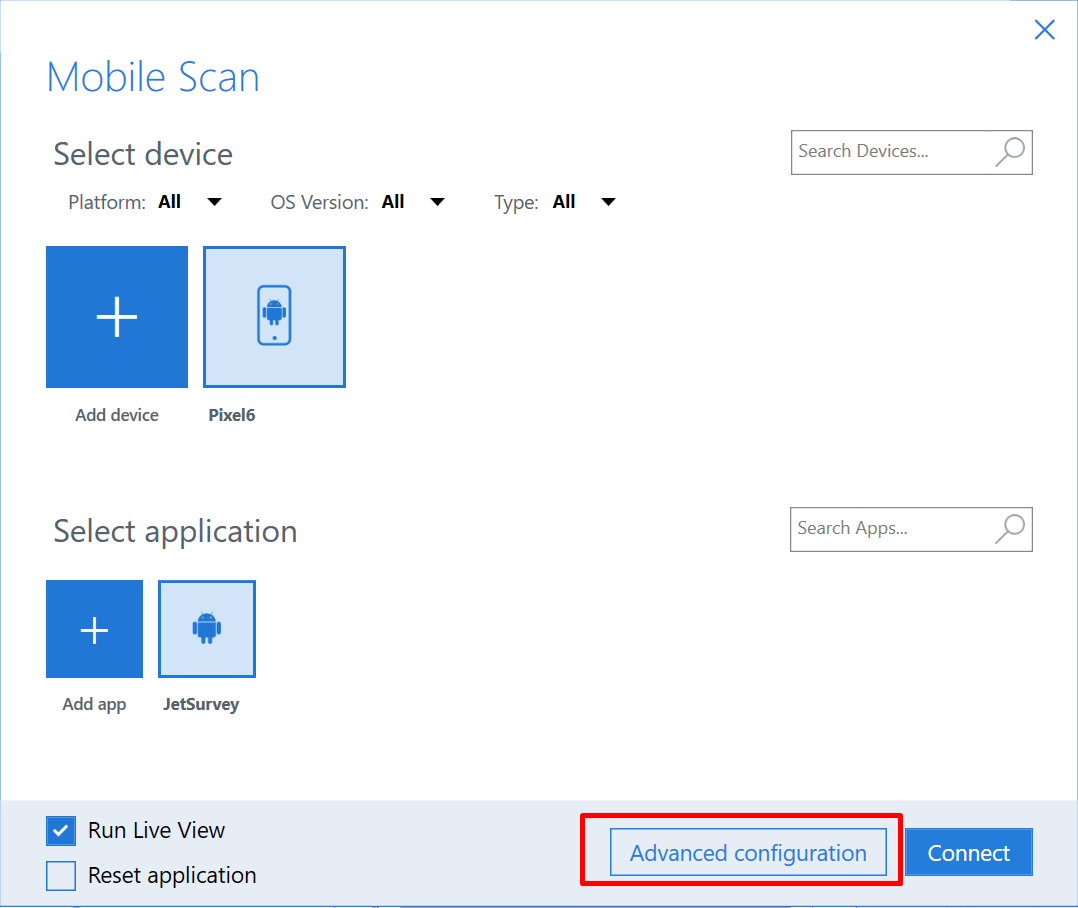 Mobile Scan
Select device
Search Devices...
Platform: All OS Version: All Type: All
Add device Pixel6
Select application
Search Apps...
Add app JetSurvey
Run Live View
Reset application
Advanced configuration Connect